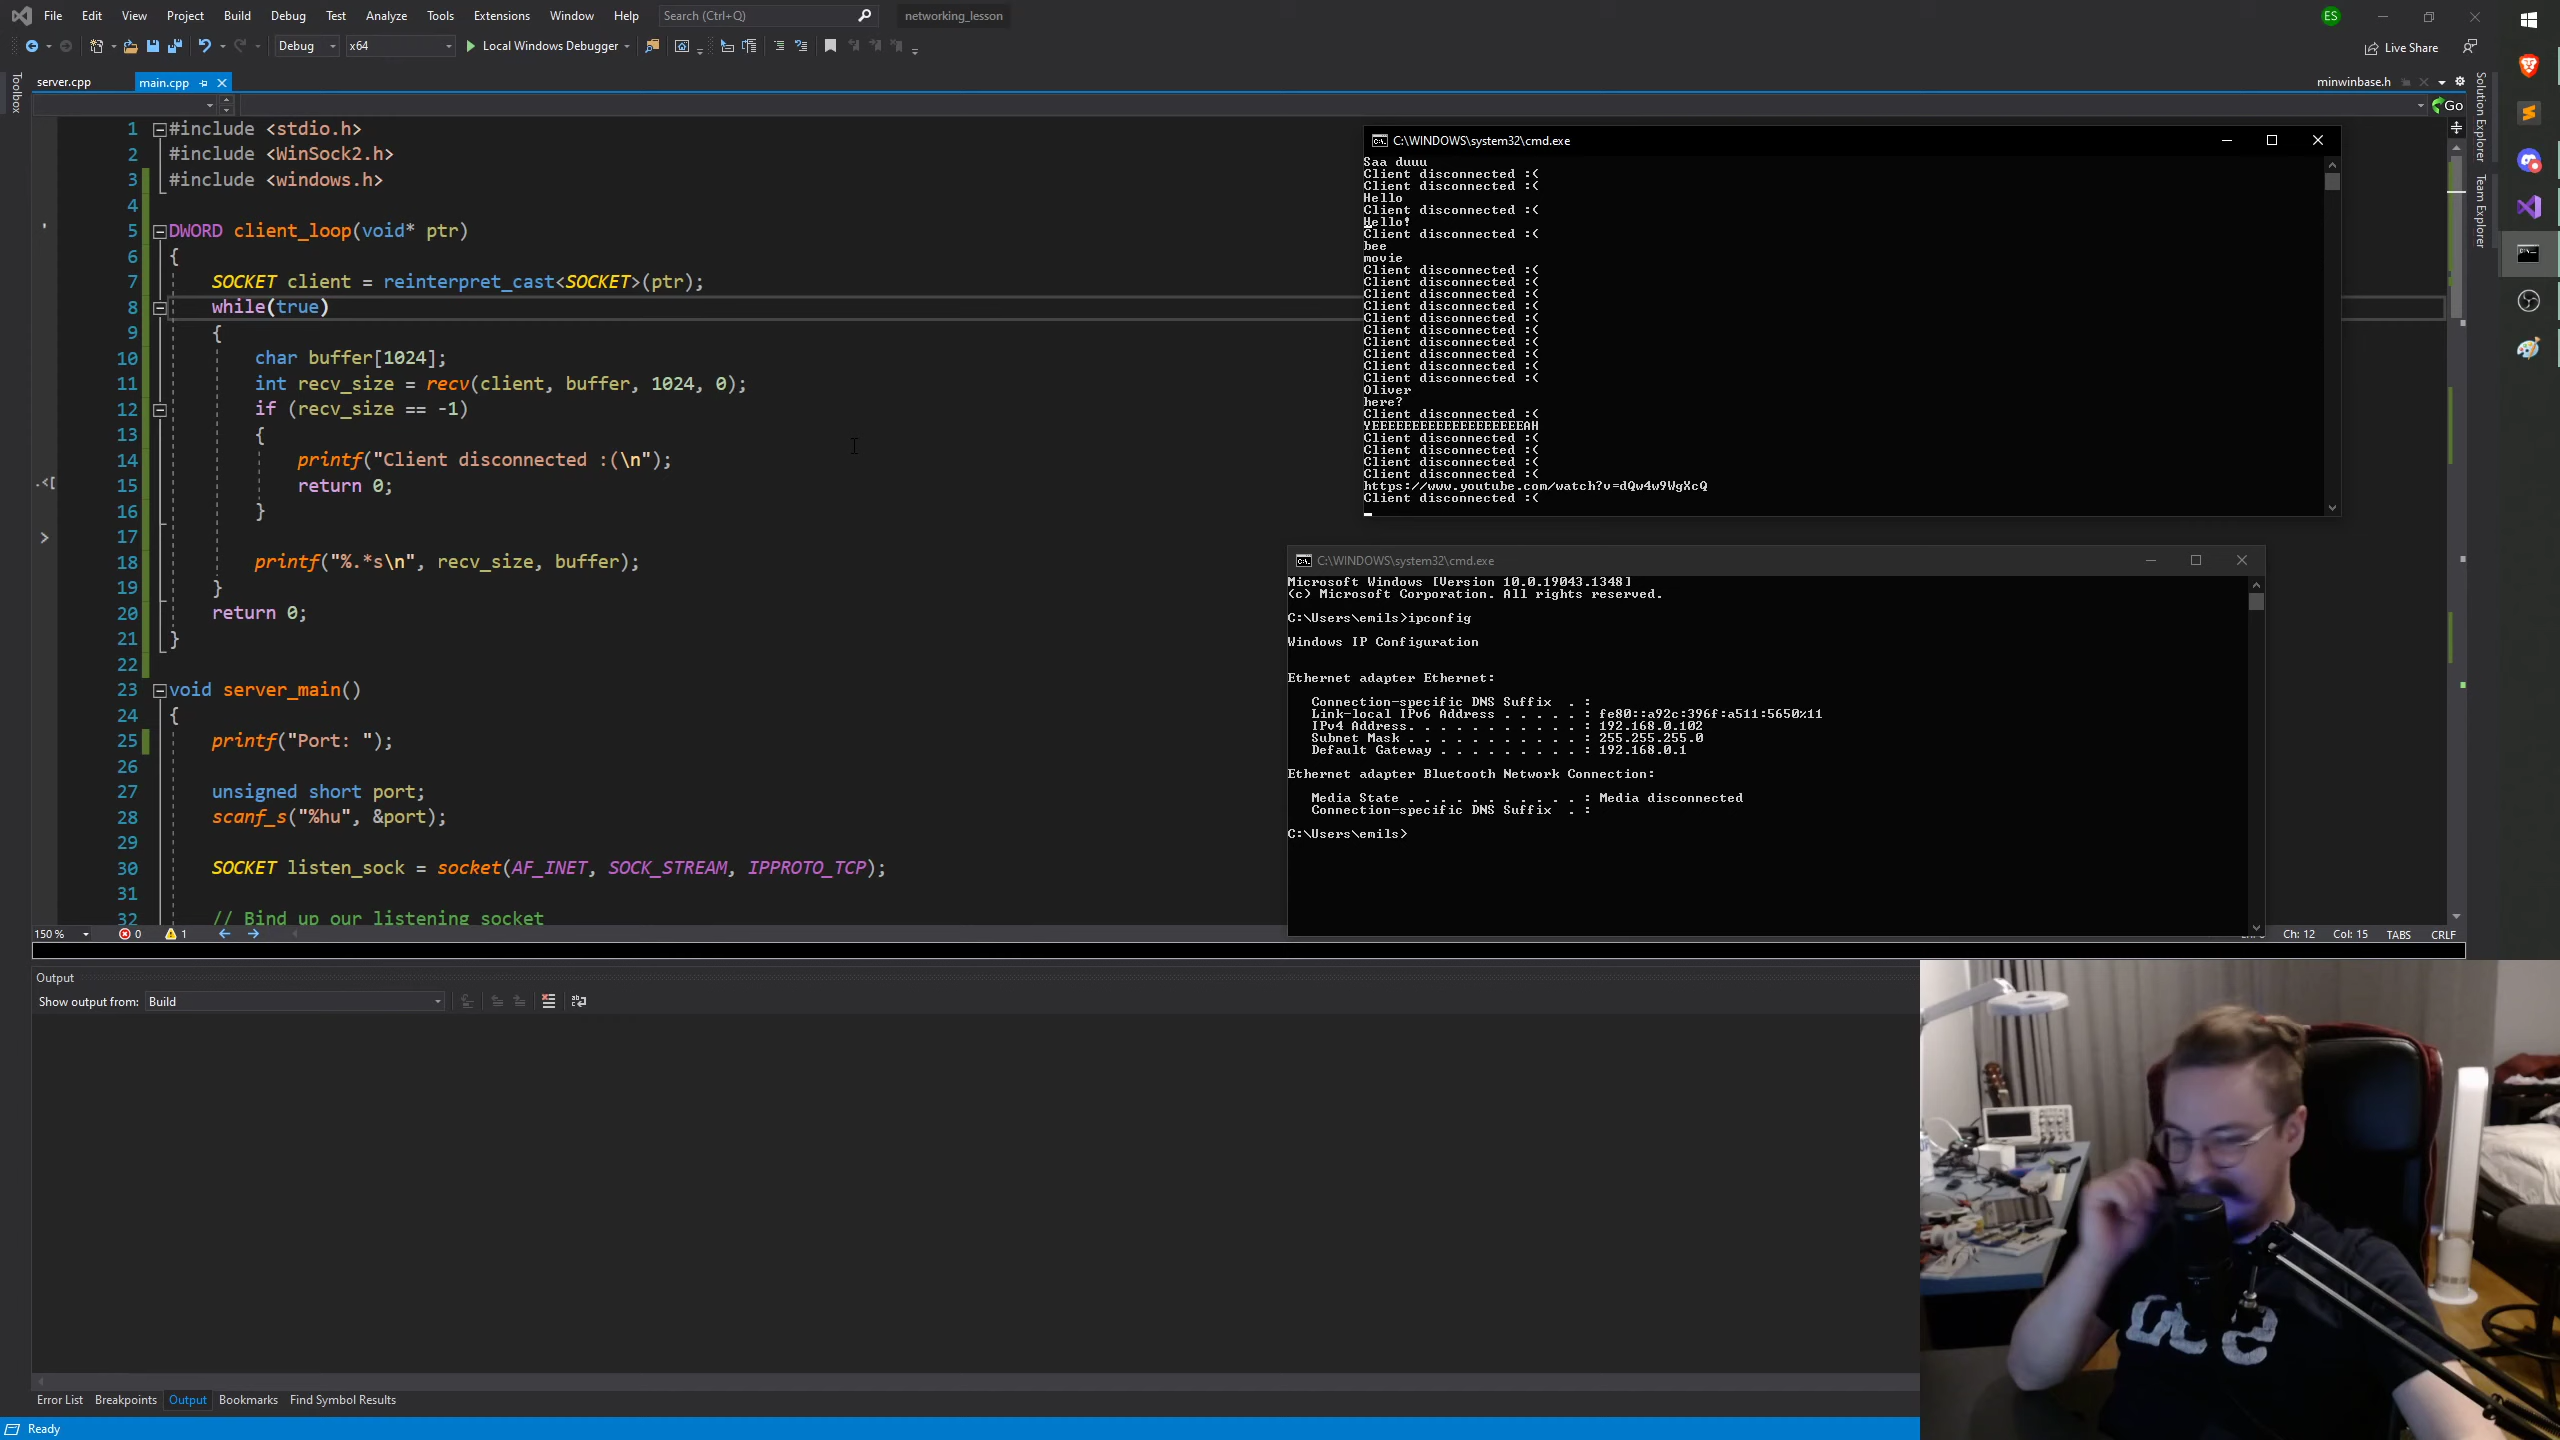 File Edit View Project Build Debug Test Analyze Tools Extensions Window Help Search (Ctrl+Q) networking_lesson ES
Debug x64 Local Windows Debugger Live Share
server.cpp main.cpp minwinbase.h
Go
Toolbox
Solution Explorer
Team Explorer
1 #include <stdio.h>
2 #include <WinSock2.h>
3 #include <windows.h>
4
5 DWORD client_loop(void* ptr)
6 {
7 SOCKET client = reinterpret_cast<SOCKET>(ptr);
8 while(true)
9 {
10 char buffer[1024];
11 int recv_size = recv(client, buffer, 1024, 0);
12 if (recv_size == -1)
13 {
14 printf("Client disconnected :(\n");
15 return 0;
16 }
17
18 printf("%.*s\n", recv_size, buffer);
19 }
20 return 0;
21 }
22
23 void server_main()
24 {
25 printf("Port: ");
26
27 unsigned short port;
28 scanf_s("%hu", &port);
29
30 SOCKET listen_sock = socket(AF_INET, SOCK_STREAM, IPPROTO_TCP);
31
32 // Bind up our listening socket
150 % 0 1 Ch: 12 Col: 15 TABS CRLF
C:\WINDOWS\system32\cmd.exe
Saa duuu
Client disconnected :(
Client disconnected :(
Hello
Client disconnected :(
Hello!
Client disconnected :(
bee
movie
Client disconnected :(
Client disconnected :(
Client disconnected :(
Client disconnected :(
Client disconnected :(
Client disconnected :(
Client disconnected :(
Client disconnected :(
Client disconnected :(
Client disconnected :(
Oliver
here?
Client disconnected :(
YEEEEEEEEEEEEEEEEEEEAH
Client disconnected :(
Client disconnected :(
Client disconnected :(
Client disconnected :(
https://www.youtube.com/watch?v=dQw4w9WgXcQ
Client disconnected :(
C:\WINDOWS\system32\cmd.exe
Microsoft Windows [Version 10.0.19043.1348]
(c) Microsoft Corporation. All rights reserved.
C:\Users\emils>ipconfig
Windows IP Configuration
Ethernet adapter Ethernet:
Connection-specific DNS Suffix . :
Link-local IPv6 Address . . . . . : fe80::a92c:396f:a511:5650%11
IPv4 Address. . . . . . . . . . . : 192.168.0.102
Subnet Mask . . . . . . . . . . . : 255.255.255.0
Default Gateway . . . . . . . . . : 192.168.0.1
Ethernet adapter Bluetooth Network Connection:
Media State . . . . . . . . . . . : Media disconnected
Connection-specific DNS Suffix . :
C:\Users\emils>
Output
Show output from: Build
Error List Breakpoints Output Bookmarks Find Symbol Results
Ready